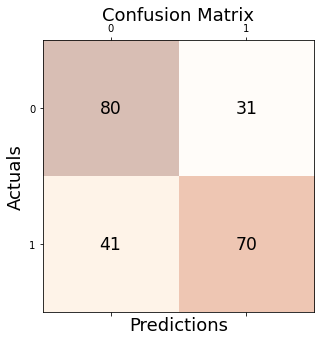 Confusion Matrix
0 1
0 80 31
Actuals
1 41 70
Predictions